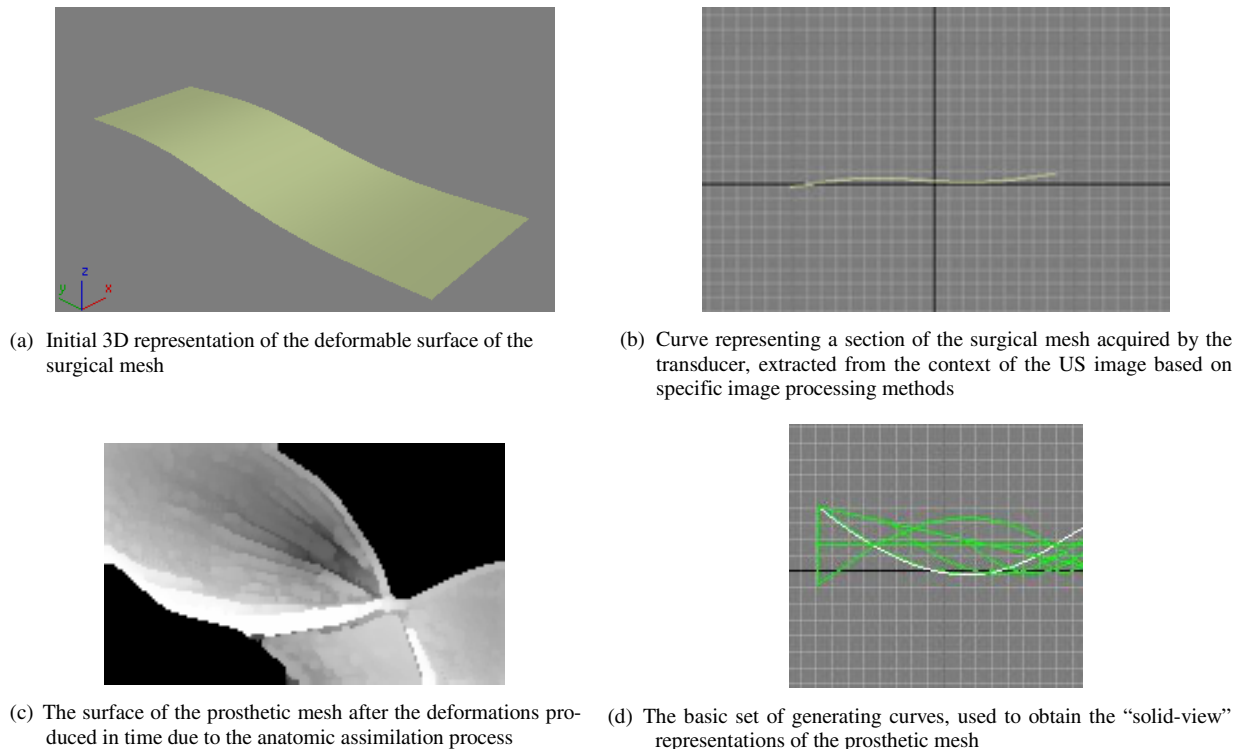 z
y
x
(a) Initial 3D representation of the deformable surface of the
surgical mesh
(b) Curve representing a section of the surgical mesh acquired by the
transducer, extracted from the context of the US image based on
specific image processing methods
(c) The surface of the prosthetic mesh after the deformations pro-
duced in time due to the anatomic assimilation process
(d) The basic set of generating curves, used to obtain the “solid-view”
representations of the prosthetic mesh